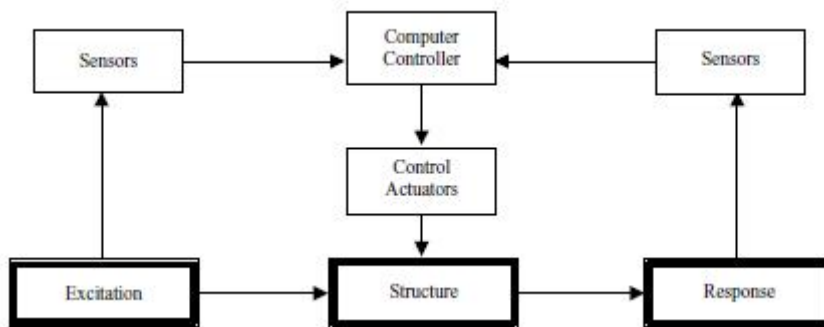 Sensors
Computer
Controller
Sensors
Control
Actuators
Excitation
Structure
Response